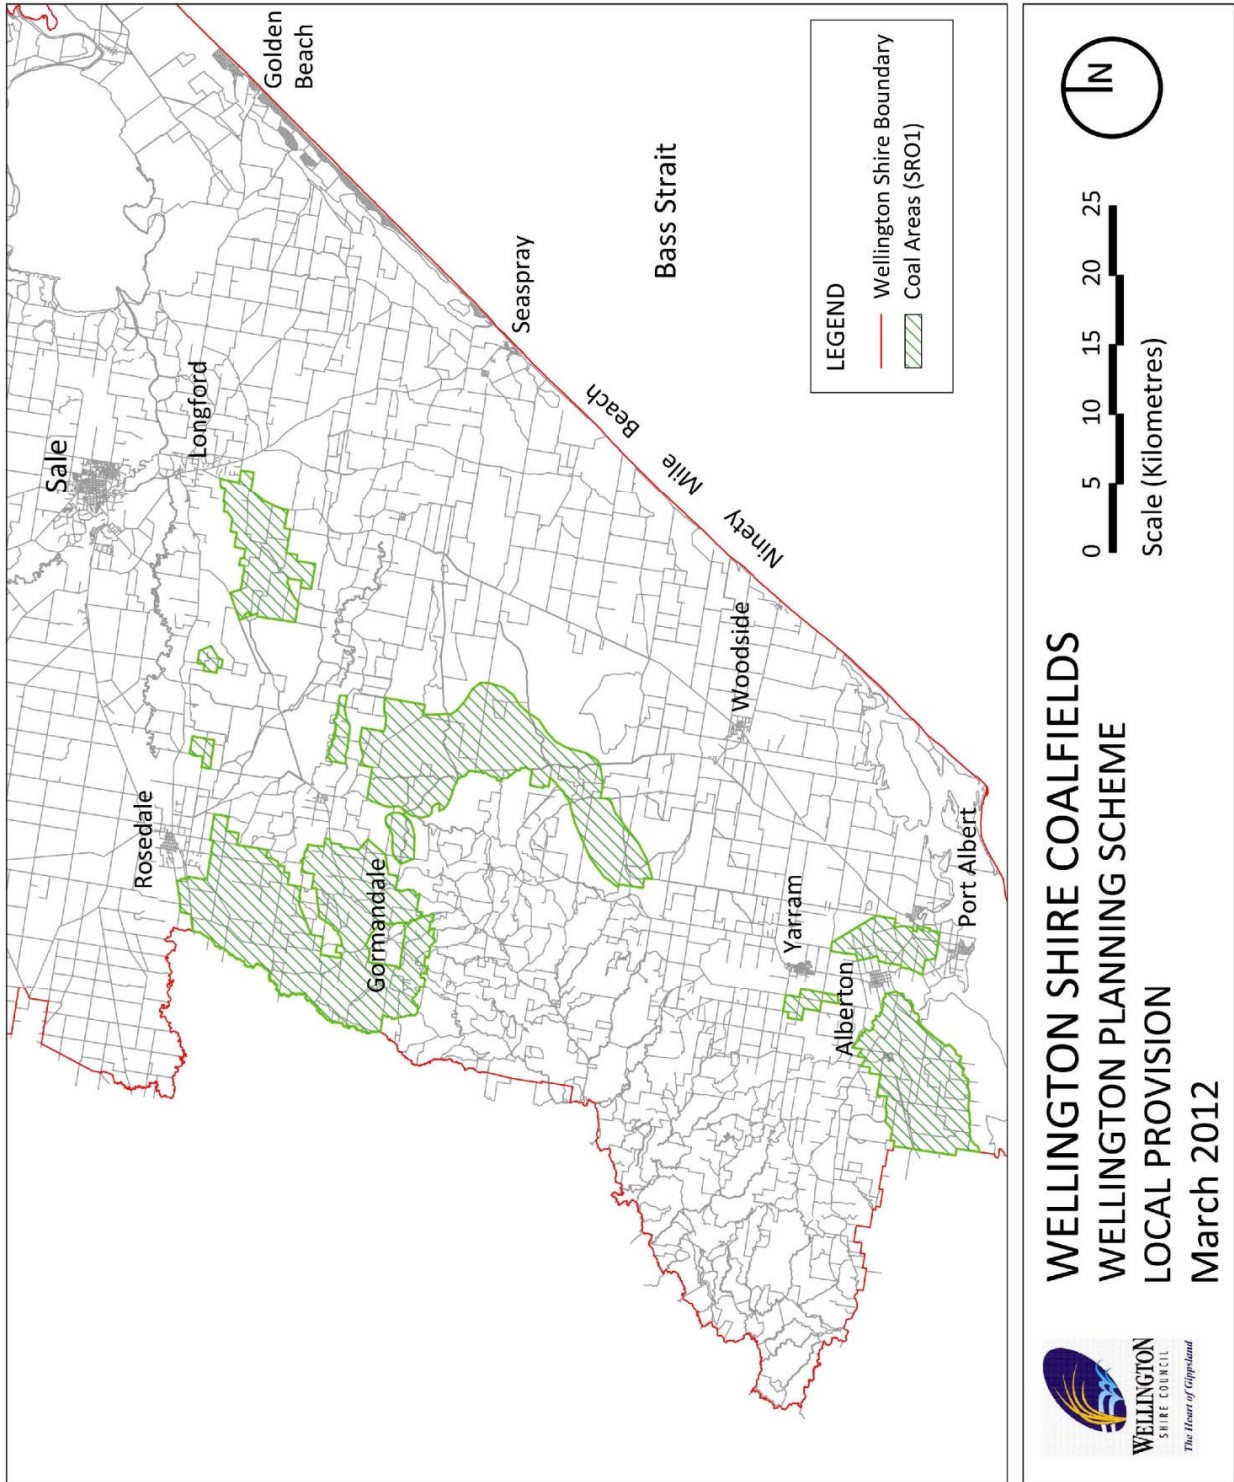 Golden
Beach
Sale
Longford
Seaspray
Rosedale
Gormandale
Ninety Mile Beach
Bass Strait
Woodside
Yarram
Alberton
Port Albert
LEGEND
Wellington Shire Boundary
Coal Areas (SRO1)
WELLINGTON
SHIRE COUNCIL
The Heart of Gippsland
WELLINGTON SHIRE COALFIELDS
WELLINGTON PLANNING SCHEME
LOCAL PROVISION
March 2012
0 5 10 15 20 25
Scale (Kilometres)
N